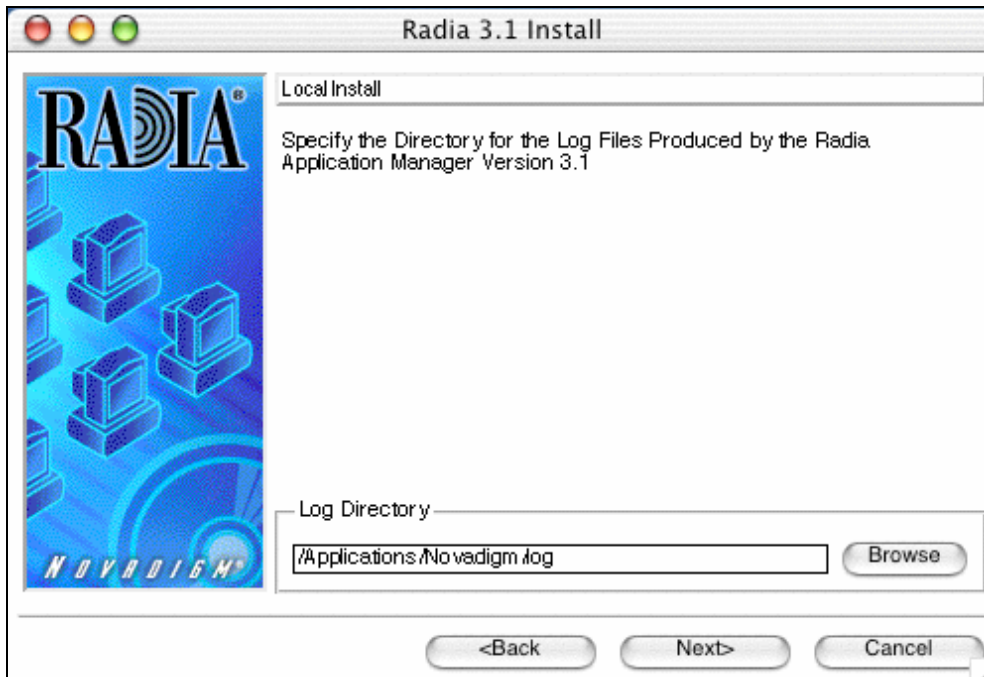 Radia 3.1 Install
RADIA®
NOVADIGM®
Local Install
Specify the Directory for the Log Files Produced by the Radia
Application Manager Version 3.1
Log Directory
/Applications/Novadigm/log
Browse
<Back
Next>
Cancel